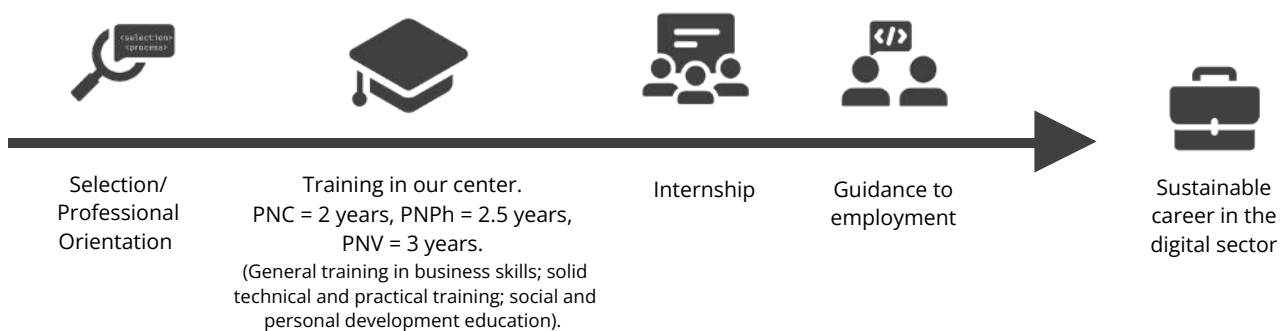 <selection>
<process>
</>
Selection/
Professional
Orientation
Training in our center.
PNC = 2 years, PNPh = 2.5 years,
PNV = 3 years.
(General training in business skills; solid
technical and practical training; social and
personal development education).
Internship
Guidance to
employment
Sustainable
career in the
digital sector